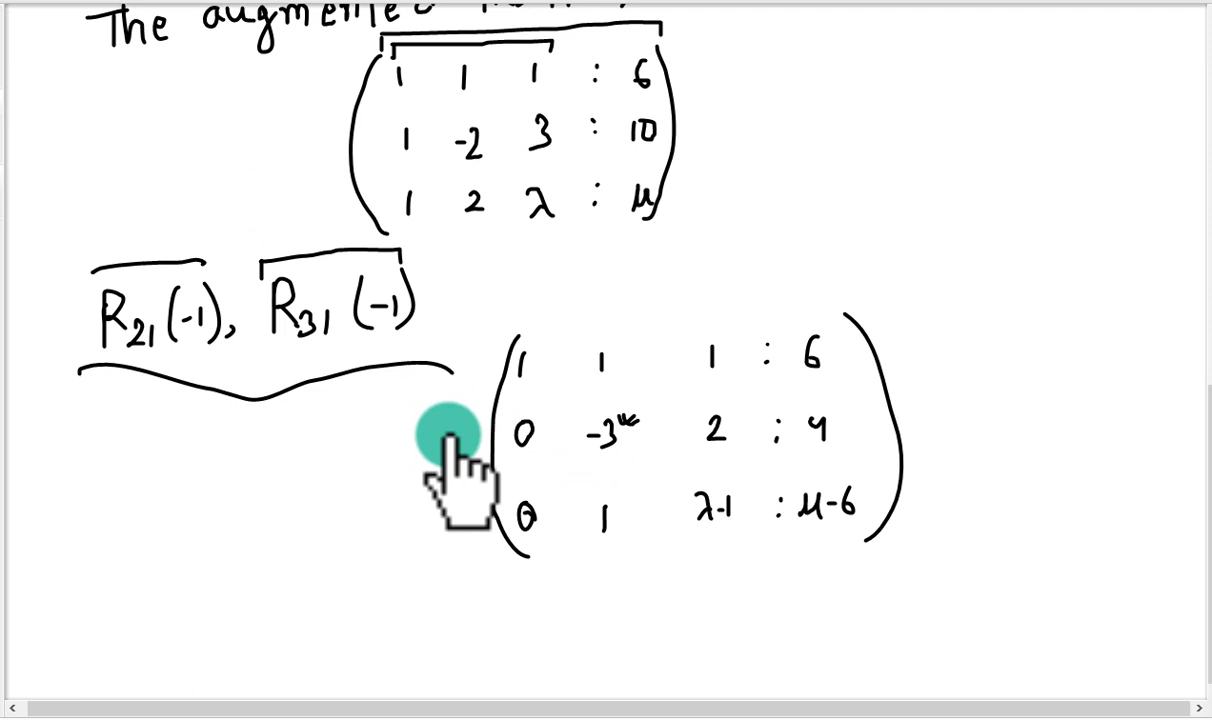 The
1 1 1 : 6
1 -2 3 : 10
1 2 λ : μ
R21(-1), R31(-1)
1 1 1 : 6
0 -3 2 : 4
0 1 λ-1 : μ-6